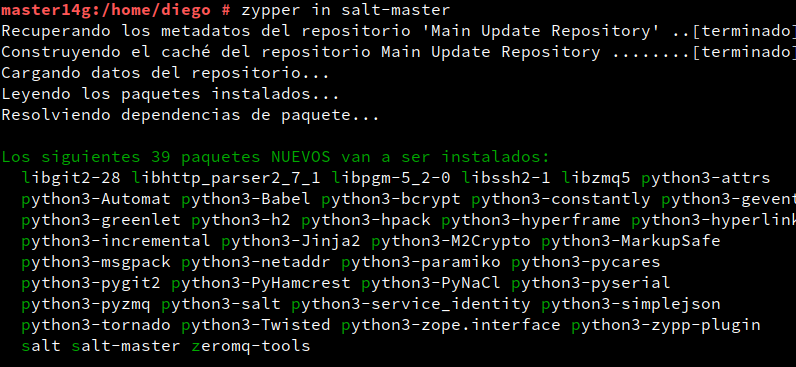 master14g:/home/diego # zypper in salt-master
Recuperando los metadatos del repositorio 'Main Update Repository' ..[terminado]
Construyendo el caché del repositorio Main Update Repository ........[terminado]
Cargando datos del repositorio...
Leyendo los paquetes instalados...
Resolviendo dependencias de paquete...
Los siguientes 39 paquetes NUEVOS van a ser instalados:
libgit2-28 libhttp_parser2_7_1 libpgm-5_2-0 libssh2-1 libzmq5 python3-attrs
python3-Automat python3-Babel python3-bcrypt python3-constantly python3-gevent
python3-greenlet python3-h2 python3-hpack python3-hyperframe python3-hyperlink
python3-incremental python3-Jinja2 python3-M2Crypto python3-MarkupSafe
python3-msgpack python3-netaddr python3-paramiko python3-pycares
python3-pygit2 python3-PyHamcrest python3-PyNaCl python3-pyserial
python3-pyzmq python3-salt python3-service_identity python3-simplejson
python3-tornado python3-Twisted python3-zope.interface python3-zypp-plugin
salt salt-master zeromq-tools